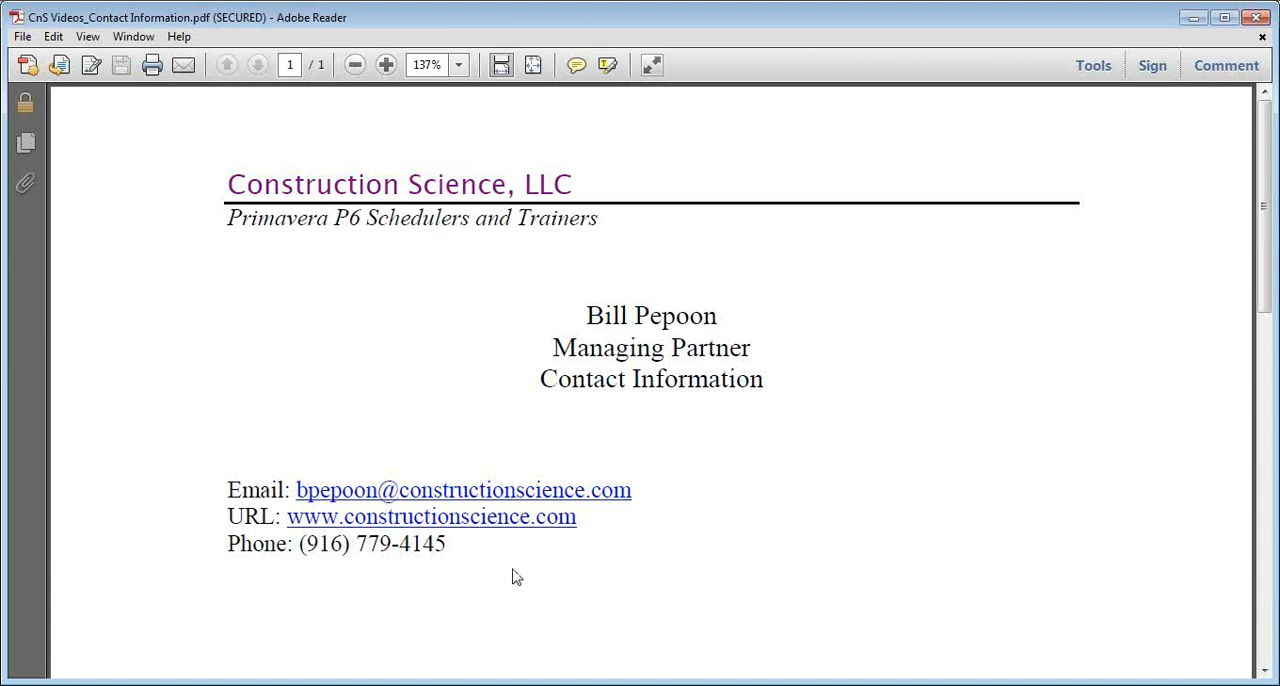 CnS Videos_Contact Information.pdf (SECURED) - Adobe Reader
File Edit View Window Help
1 / 1 137% Tools Sign Comment
Construction Science, LLC
Primavera P6 Schedulers and Trainers
Bill Pepoon
Managing Partner
Contact Information
Email: bpepoon@constructionscience.com
URL: www.constructionscience.com
Phone: (916) 779-4145